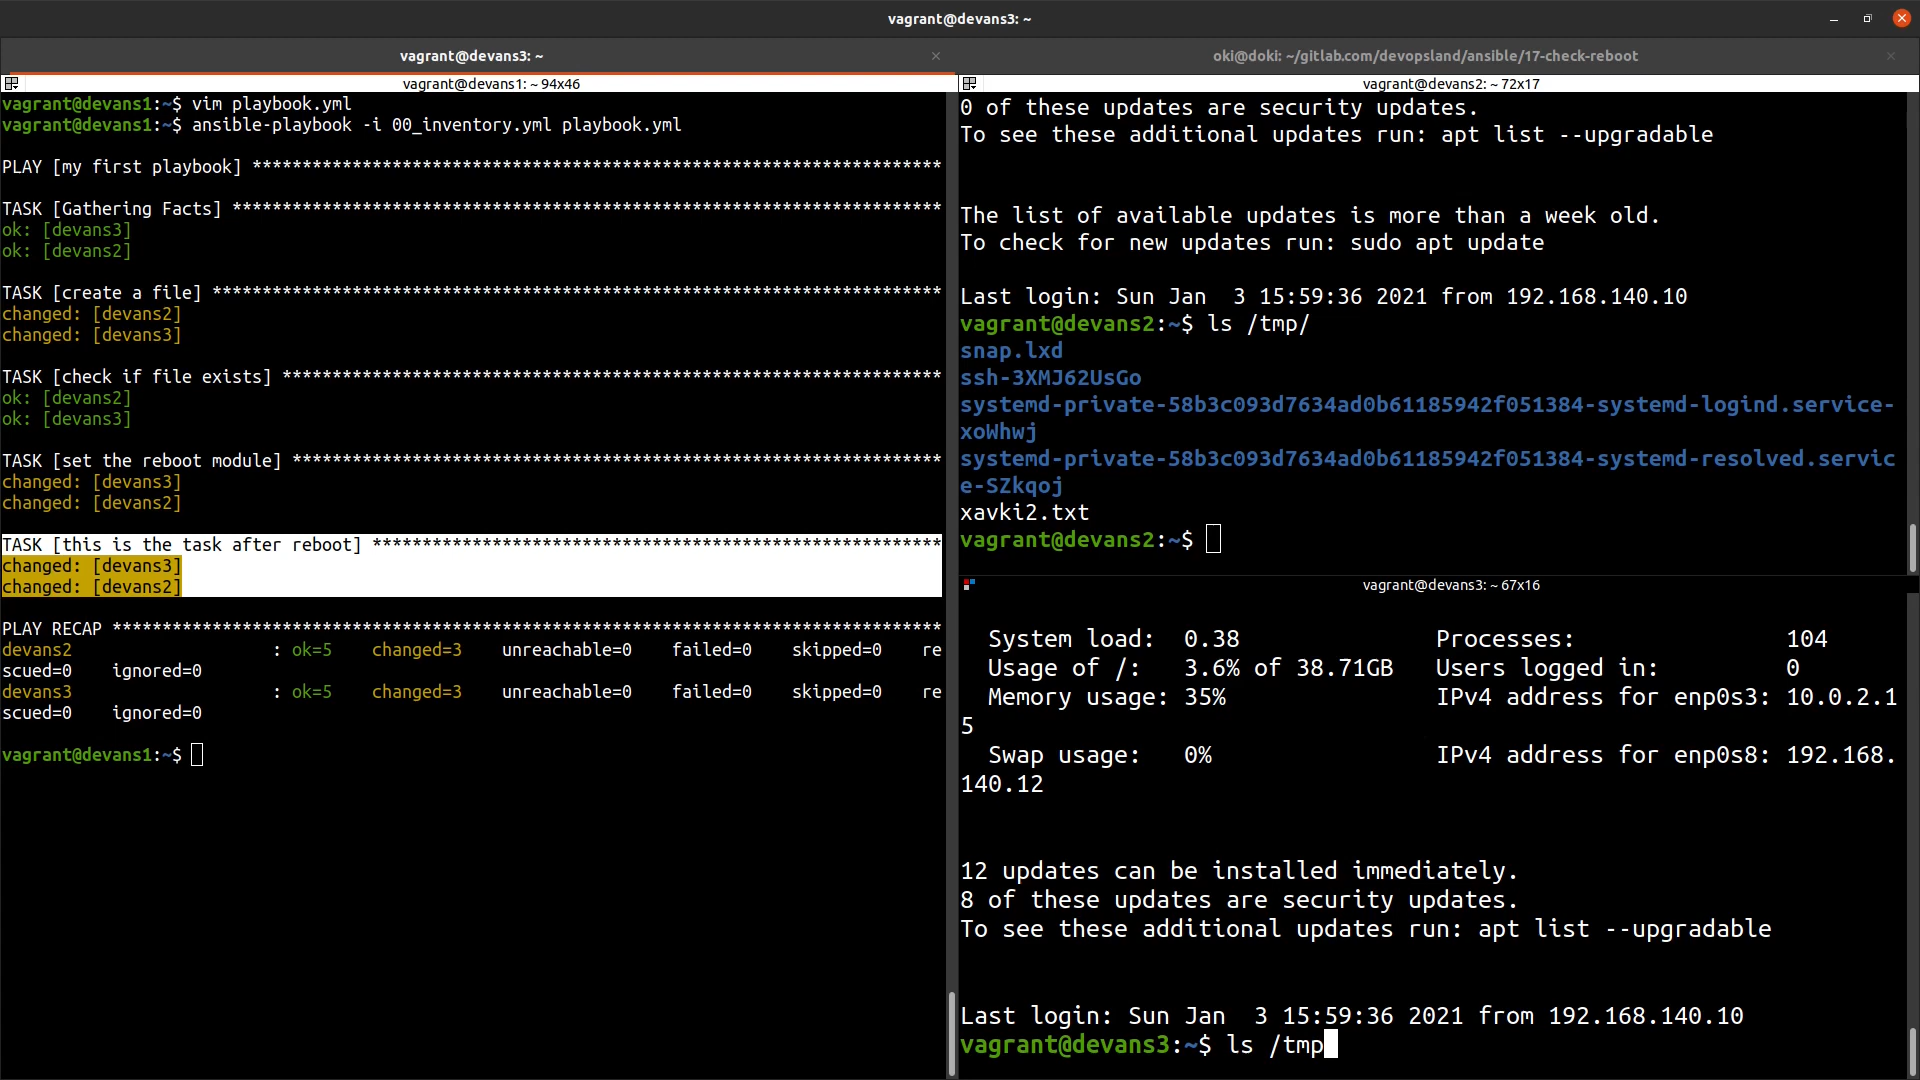 vagrant@devans3: ~
vagrant@devans3: ~
oki@doki: ~/gitlab.com/devopsland/ansible/17-check-reboot
vagrant@devans1: ~ 94x46
vagrant@devans1:~$ vim playbook.yml
vagrant@devans1:~$ ansible-playbook -i 00_inventory.yml playbook.yml
PLAY [my first playbook] *********************************************************************
TASK [Gathering Facts] ***********************************************************************
ok: [devans3]
ok: [devans2]
TASK [create a file] *************************************************************************
changed: [devans2]
changed: [devans3]
TASK [check if file exists] ******************************************************************
ok: [devans2]
ok: [devans3]
TASK [set the reboot module] *****************************************************************
changed: [devans3]
changed: [devans2]
TASK [this is the task after reboot] *********************************************************
changed: [devans3]
changed: [devans2]
PLAY RECAP ***********************************************************************************
devans2                    : ok=5    changed=3    unreachable=0    failed=0    skipped=0    re
scued=0    ignored=0
devans3                    : ok=5    changed=3    unreachable=0    failed=0    skipped=0    re
scued=0    ignored=0
vagrant@devans1:~$
vagrant@devans2: ~ 72x17
0 of these updates are security updates.
To see these additional updates run: apt list --upgradable
The list of available updates is more than a week old.
To check for new updates run: sudo apt update
Last login: Sun Jan  3 15:59:36 2021 from 192.168.140.10
vagrant@devans2:~$ ls /tmp/
snap.lxd
ssh-3XMJ62UsGo
systemd-private-58b3c093d7634ad0b61185942f051384-systemd-logind.service-
xoWhwj
systemd-private-58b3c093d7634ad0b61185942f051384-systemd-resolved.servic
e-SZkqoj
xavki2.txt
vagrant@devans2:~$
vagrant@devans3: ~ 67x16
System load:  0.38              Processes:               104
Usage of /:   3.6% of 38.71GB   Users logged in:         0
Memory usage: 35%               IPv4 address for enp0s3: 10.0.2.1
5
Swap usage:   0%                IPv4 address for enp0s8: 192.168.
140.12
12 updates can be installed immediately.
8 of these updates are security updates.
To see these additional updates run: apt list --upgradable
Last login: Sun Jan  3 15:59:36 2021 from 192.168.140.10
vagrant@devans3:~$ ls /tmp